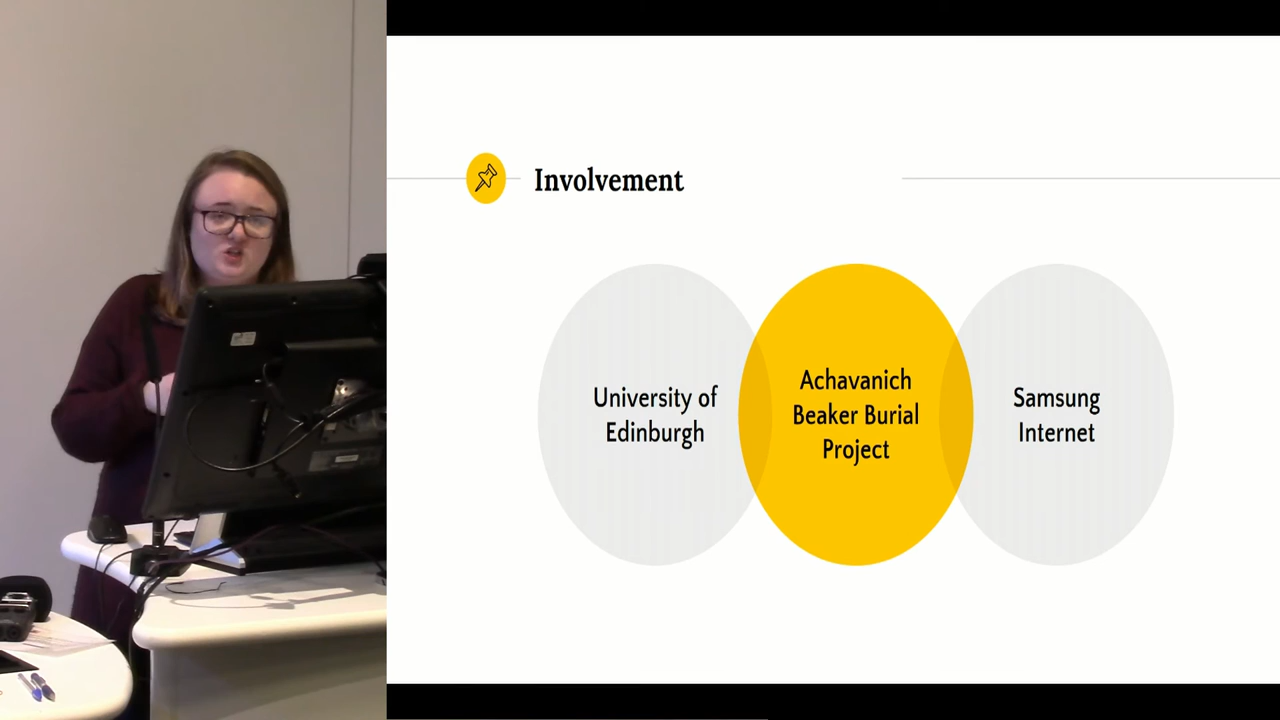 Involvement
University of
Edinburgh
Achavanich
Beaker Burial
Project
Samsung
Internet